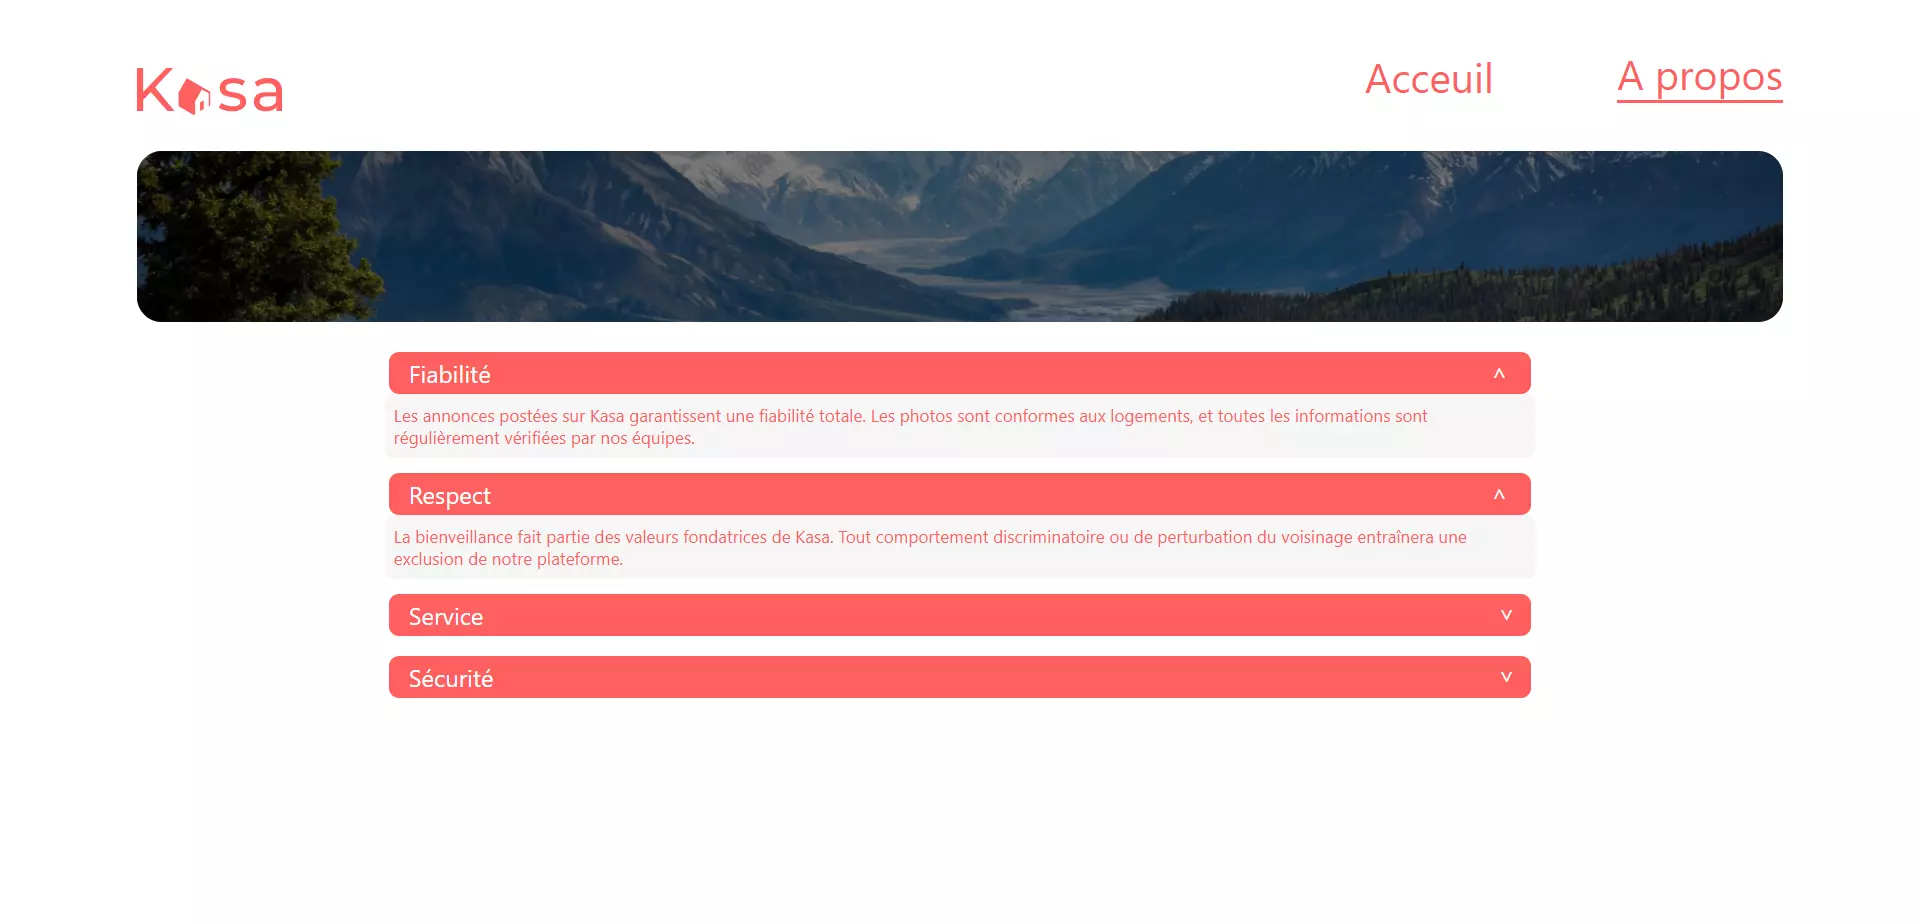 Kasa
Acceuil
A propos
Fiabilité
Les annonces postées sur Kasa garantissent une fiabilité totale. Les photos sont conformes aux logements, et toutes les informations sont
régulièrement vérifiées par nos équipes.
Respect
La bienveillance fait partie des valeurs fondatrices de Kasa. Tout comportement discriminatoire ou de perturbation du voisinage entraînera une
exclusion de notre plateforme.
Service
Sécurité